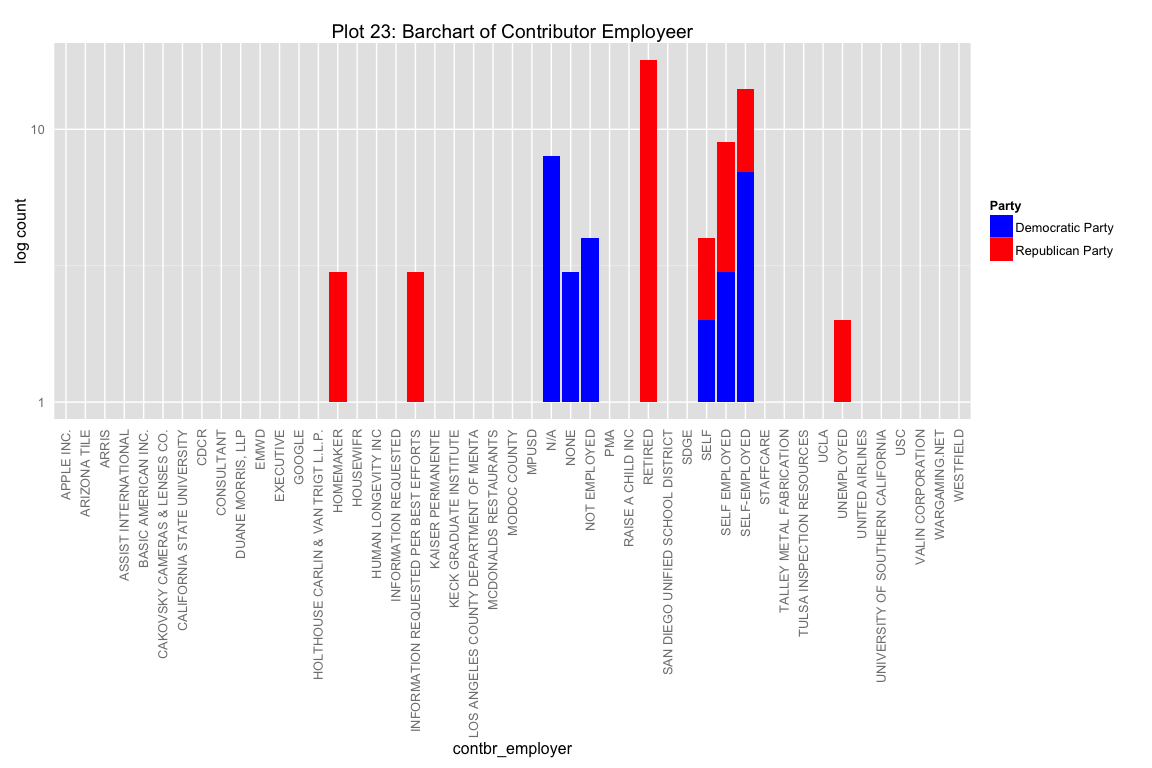 Plot 23: Barchart of Contributor Employeer
10
1
log count
APPLE INC.
ARIZONA TILE
ARRIS
ASSIST INTERNATIONAL
BASIC AMERICAN INC.
CAKOVSKY CAMERAS & LENSES CO.
CALIFORNIA STATE UNIVERSITY
CDCR
CONSULTANT
DUANE MORRIS, LLP
EMWD
EXECUTIVE
GOOGLE
HOLTHOUSE CARLIN & VAN TRIGT L.L.P.
HOMEMAKER
HOUSEWIFR
HUMAN LONGEVITY INC
INFORMATION REQUESTED
INFORMATION REQUESTED PER BEST EFFORTS
KAISER PERMANENTE
KECK GRADUATE INSTITUTE
LOS ANGELES COUNTY DEPARTMENT OF MENTA
MCDONALDS RESTAURANTS
MODOC COUNTY
MPUSD
N/A
NONE
NOT EMPLOYED
PMA
RAISE A CHILD INC
RETIRED
SAN DIEGO UNIFIED SCHOOL DISTRICT
SDGE
SELF
SELF EMPLOYED
SELF-EMPLOYED
STAFFCARE
TALLEY METAL FABRICATION
TULSA INSPECTION RESOURCES
UCLA
UNEMPLOYED
UNITED AIRLINES
UNIVERSITY OF SOUTHERN CALIFORNIA
USC
VALIN CORPORATION
WARGAMING.NET
WESTFIELD
contbr_employer
Party
Democratic Party
Republican Party